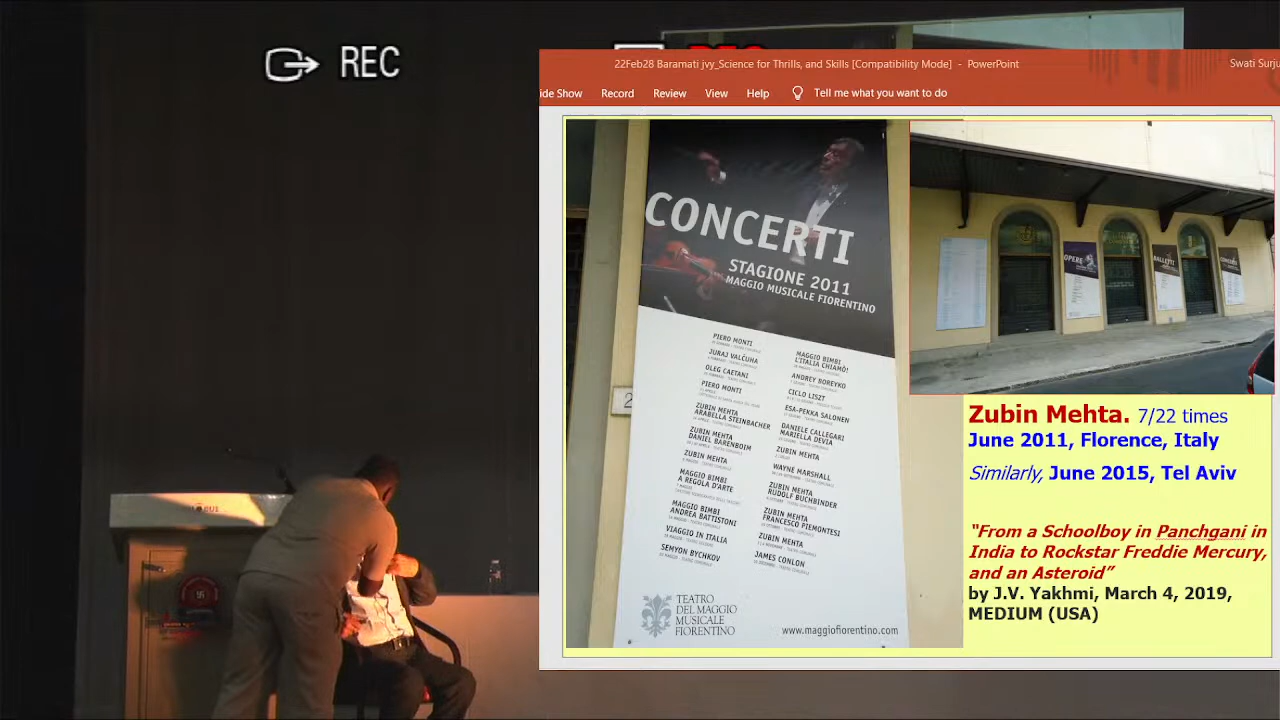 REC
22Feb28 Baramati jvy_Science for Thrills, and Skills [Compatibility Mode] - PowerPoint
Swati Surju
ide Show Record Review View Help Tell me what you want to do
CONCERTI
STAGIONE 2011
MAGGIO MUSICALE FIORENTINO
PIERO MONTI
JURAJ VALČUHA
OLEG CAETANI
PIERO MONTI
ZUBIN MEHTA
ARABELLA STEINBACHER
ZUBIN MEHTA
DANIEL BARENBOIM
ZUBIN MEHTA
MAGGIO BIMBI
A REGOLA D'ARTE
MAGGIO BIMBI
ANDREA BATTISTONI
VIAGGIO IN ITALIA
SEMYON BYCHKOV
MAGGIO BIMBI
L'ITALIA CHIAMÒ!
ANDREY BOREYKO
CICLO LISZT
ESA-PEKKA SALONEN
DANIELE CALLEGARI
MARIELLA DEVIA
ZUBIN MEHTA
WAYNE MARSHALL
ZUBIN MEHTA
RUDOLF BUCHBINDER
ZUBIN MEHTA
FRANCESCO PIEMONTESI
ZUBIN MEHTA
JAMES CONLON
TEATRO
DEL MAGGIO
MUSICALE
FIORENTINO
www.maggiofiorentino.com
2
OPERE
BALLETTI
CONCERTI
Zubin Mehta. 7/22 times
June 2011, Florence, Italy
Similarly, June 2015, Tel Aviv
“From a Schoolboy in Panchgani in
India to Rockstar Freddie Mercury,
and an Asteroid”
by J.V. Yakhmi, March 4, 2019,
MEDIUM (USA)